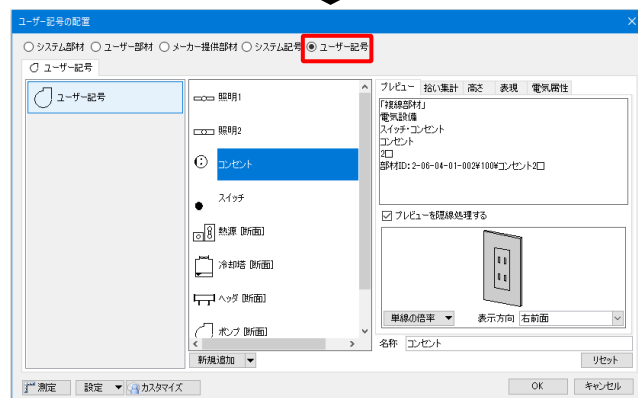 ユーザー記号の配置
システム部材 ユーザー部材 メーカー提供部材 システム記号 ユーザー記号
ユーザー記号
ユーザー記号
照明1
照明2
コンセント
スイッチ
熱源 [断面]
冷却塔 [断面]
ヘッダ [断面]
ポンプ [断面]
新規追加
プレビュー 拾い集計 高さ 表現 電気属性
「複線部材」
電気設備
スイッチ・コンセント
コンセント
2口
部材ID:2-06-04-01-002¥100¥コンセント2口
プレビューを隠線処理する
単線の倍率 表示方向 右前面
名称 コンセント
リセット
測定 設定 カスタマイズ OK キャンセル